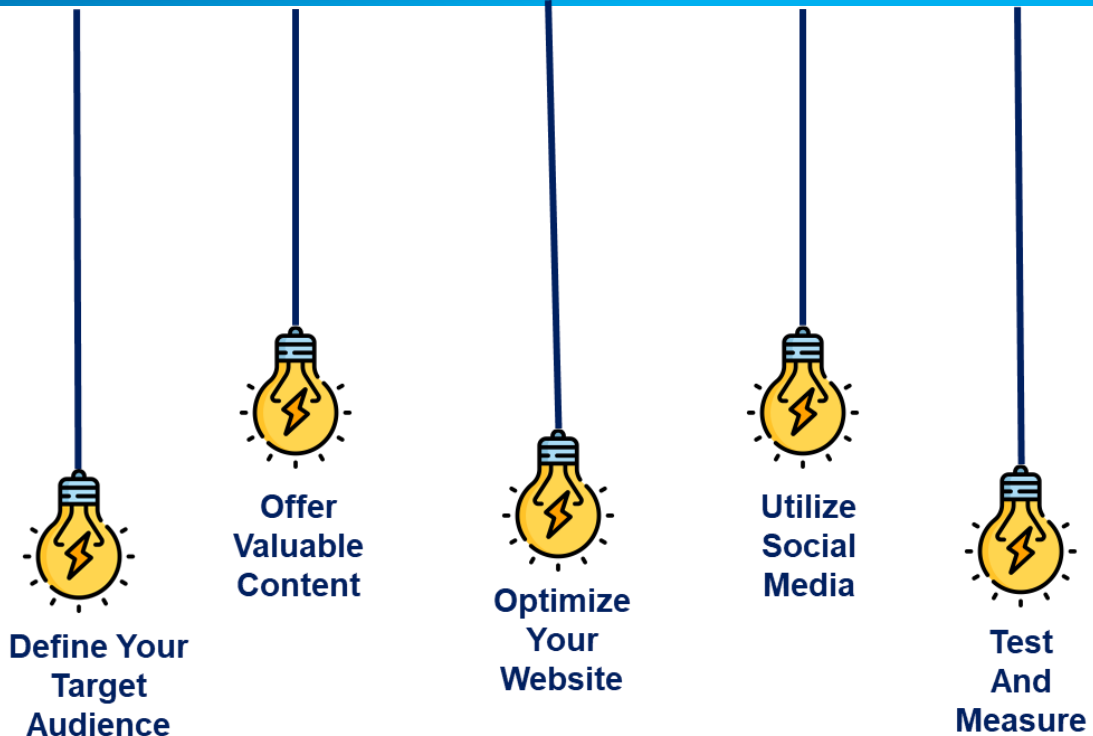 Define Your
Target
Audience
Offer
Valuable
Content
Optimize
Your
Website
Utilize
Social
Media
Test
And
Measure